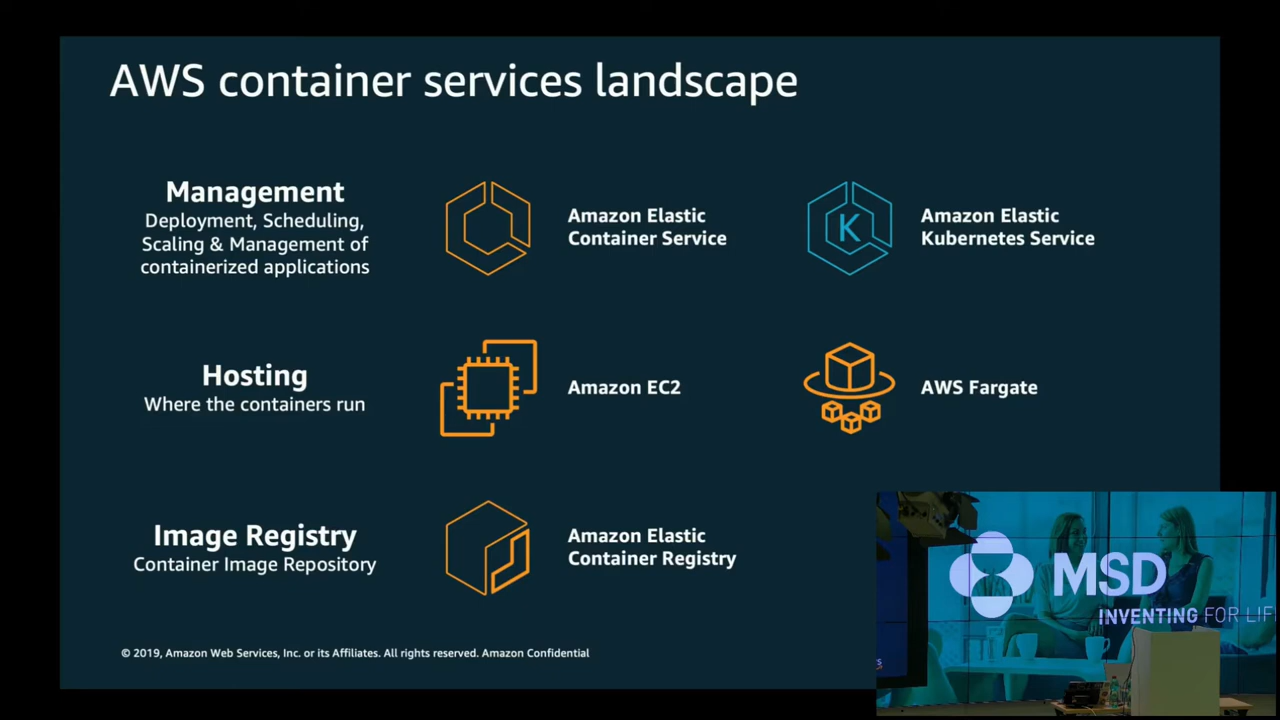 AWS container services landscape
Management
Deployment, Scheduling,
Scaling & Management of
containerized applications
Amazon Elastic
Container Service
K
Amazon Elastic
Kubernetes Service
Hosting
Where the containers run
Amazon EC2
AWS Fargate
Image Registry
Container Image Repository
Amazon Elastic
Container Registry
© 2019, Amazon Web Services, Inc. or its Affiliates. All rights reserved. Amazon Confidential
MSD
INVENTING FOR LIF